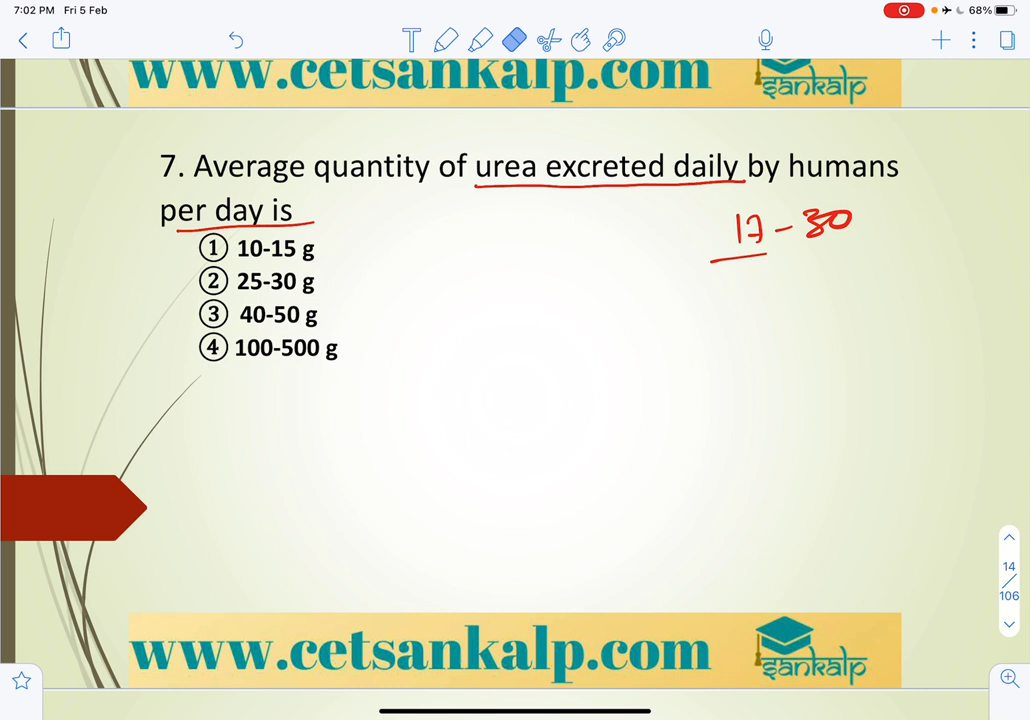 7:02 PM Fri 5 Feb
68%
T
www.cetsankalp.com
sankalp
7. Average quantity of urea excreted daily by humans
per day is
17-30
① 10-15 g
② 25-30 g
③ 40-50 g
④ 100-500 g
14
106
www.cetsankalp.com
sankalp